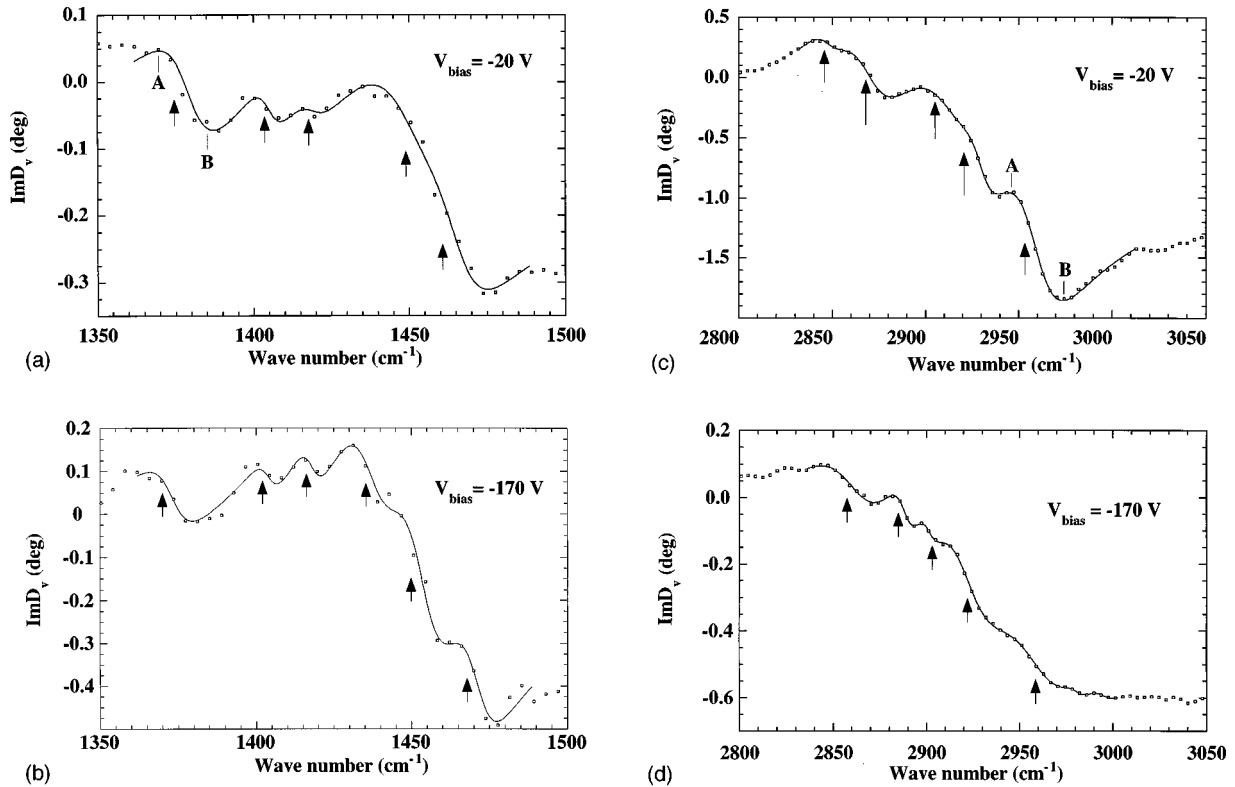 0.1
0.0
-0.1
-0.2
-0.3
ImD_v (deg)
V_bias = -20 V
A
B
1350
1400
1450
1500
Wave number (cm^-1)
(a)
0.5
0.0
-0.5
-1.0
-1.5
ImD_v (deg)
V_bias = -20 V
A
B
2800
2850
2900
2950
3000
3050
Wave number (cm^-1)
(c)
0.2
0.1
0
-0.1
-0.2
-0.3
-0.4
ImD_v (deg)
V_bias = -170 V
1350
1400
1450
1500
Wave number (cm^-1)
(b)
0.2
0.0
-0.2
-0.4
-0.6
ImD_v (deg)
V_bias = -170 V
2800
2850
2900
2950
3000
3050
Wave number (cm^-1)
(d)